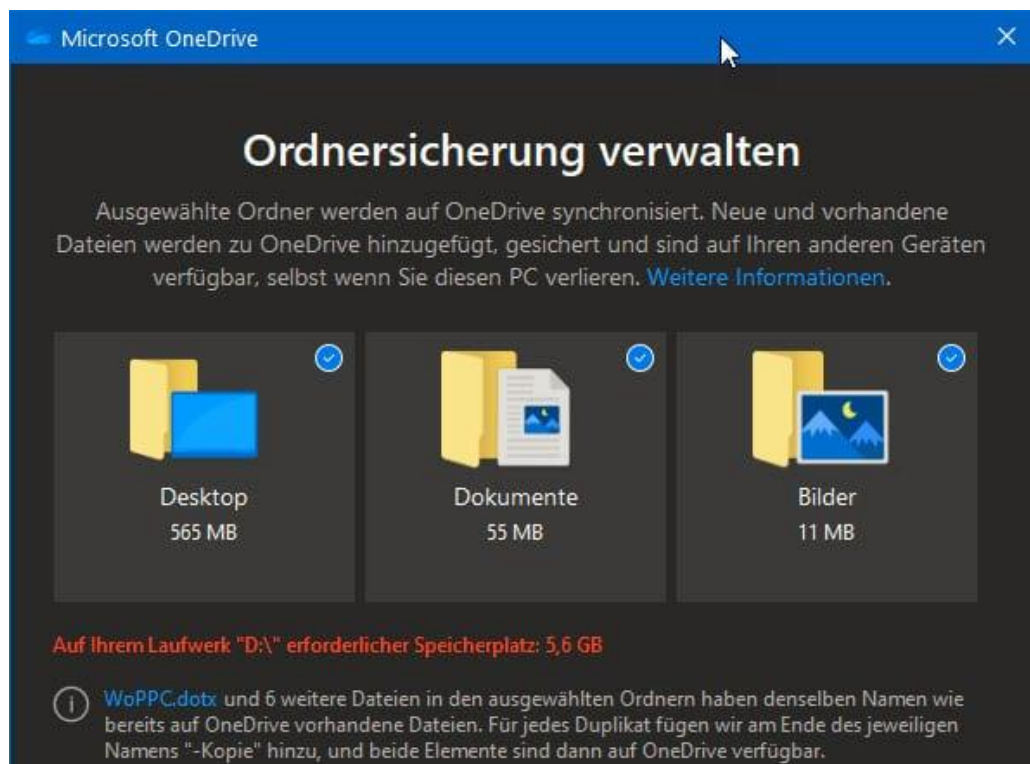 Microsoft OneDrive
Ordnersicherung verwalten
Ausgewählte Ordner werden auf OneDrive synchronisiert. Neue und vorhandene
Dateien werden zu OneDrive hinzugefügt, gesichert und sind auf Ihren anderen Geräten
verfügbar, selbst wenn Sie diesen PC verlieren. Weitere Informationen.
Desktop
565 MB
Dokumente
55 MB
Bilder
11 MB
Auf Ihrem Laufwerk "D:\" erforderlicher Speicherplatz: 5,6 GB
WoPPC.dotx und 6 weitere Dateien in den ausgewählten Ordnern haben denselben Namen wie
bereits auf OneDrive vorhandene Dateien. Für jedes Duplikat fügen wir am Ende des jeweiligen
Namens "-Kopie" hinzu, und beide Elemente sind dann auf OneDrive verfügbar.